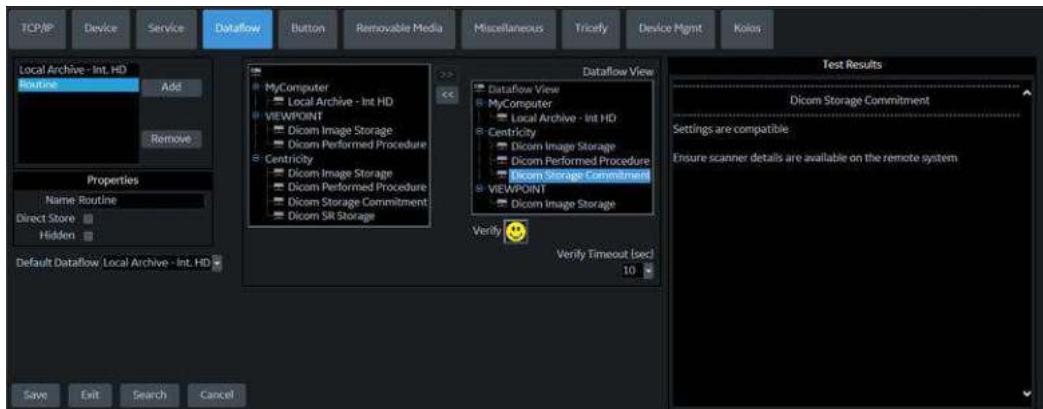 TCP/IP Device Service Dataflow Button Removable Media Miscellaneous Tricefy Device Mgmt Koios
Local Archive - Int. HD
Routine
Add
Remove
Properties
Name Routine
Direct Store
Hidden
Default Dataflow Local Archive - Int. HD
MyComputer
Local Archive - Int HD
VIEWPOINT
Dicom Image Storage
Dicom Performed Procedure
Centricity
Dicom Image Storage
Dicom Performed Procedure
Dicom Storage Commitment
Dicom SR Storage
>>
<<
Dataflow View
Dataflow View
MyComputer
Local Archive - Int HD
Centricity
Dicom Image Storage
Dicom Performed Procedure
Dicom Storage Commitment
VIEWPOINT
Dicom Image Storage
Verify
Verify Timeout (sec)
10
Test Results
Dicom Storage Commitment
Settings are compatible
Ensure scanner details are available on the remote system
Save Exit Search Cancel